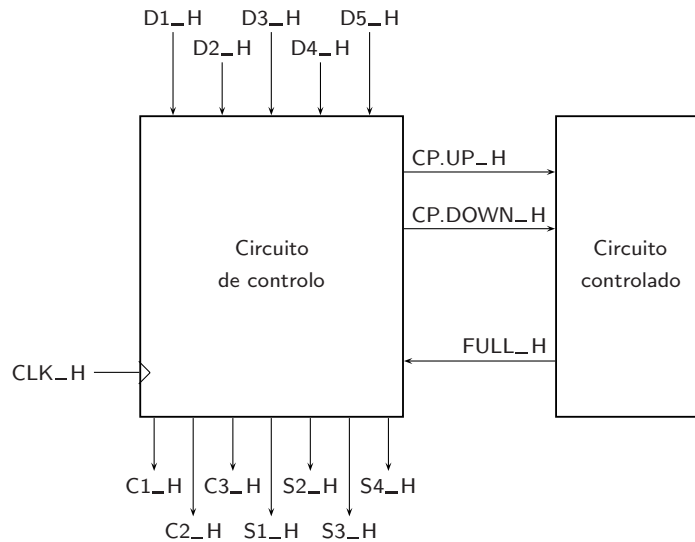 D1_H D3_H D5_H
D2_H D4_H
CP.UP_H
CP.DOWN_H
Circuito
de controlo
Circuito
controlado
FULL_H
CLK_H
C1_H C3_H S2_H S4_H
C2_H S1_H S3_H